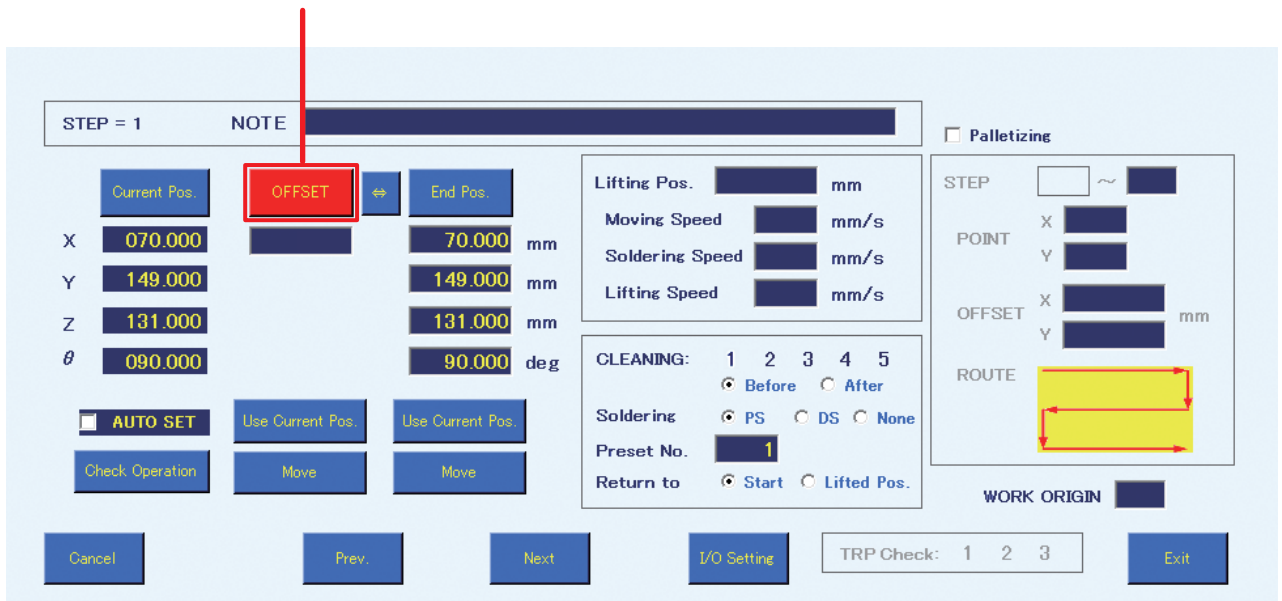 STEP = 1 NOTE
Palletizing
Current Pos. OFFSET ⇔ End Pos.
X 070.000 70.000 mm
Y 149.000 149.000 mm
Z 131.000 131.000 mm
θ 090.000 90.000 deg
AUTO SET Use Current Pos. Use Current Pos.
Check Operation Move Move
Lifting Pos. mm
Moving Speed mm/s
Soldering Speed mm/s
Lifting Speed mm/s
CLEANING: 1 2 3 4 5
Before After
Soldering PS DS None
Preset No. 1
Return to Start Lifted Pos.
STEP ~
POINT X
Y
OFFSET X
Y mm
ROUTE
WORK ORIGIN
Cancel Prev. Next I/O Setting TRP Check: 1 2 3 Exit